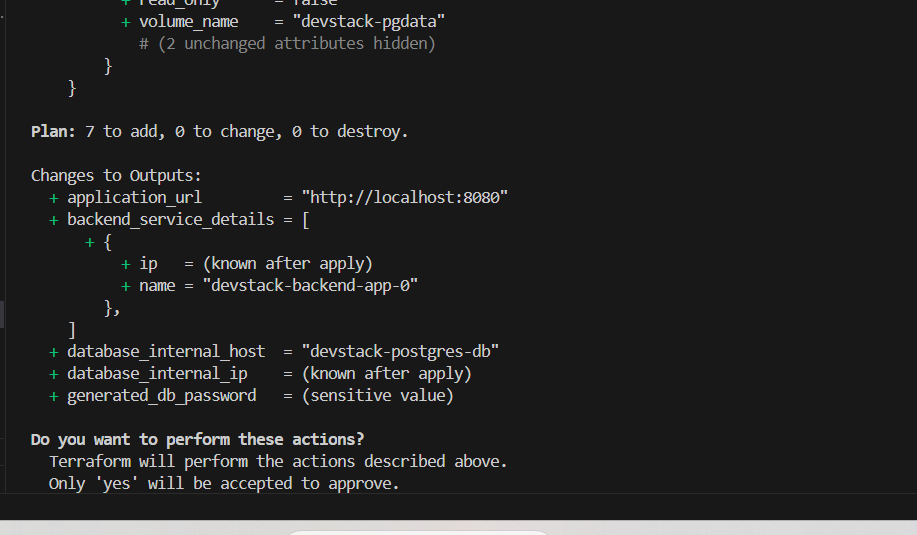 + read_only      = false
+ volume_name    = "devstack-pgdata"
# (2 unchanged attributes hidden)
}
}
Plan: 7 to add, 0 to change, 0 to destroy.
Changes to Outputs:
+ application_url         = "http://localhost:8080"
+ backend_service_details = [
+ {
+ ip   = (known after apply)
+ name = "devstack-backend-app-0"
},
]
+ database_internal_host  = "devstack-postgres-db"
+ database_internal_ip    = (known after apply)
+ generated_db_password   = (sensitive value)
Do you want to perform these actions?
Terraform will perform the actions described above.
Only 'yes' will be accepted to approve.